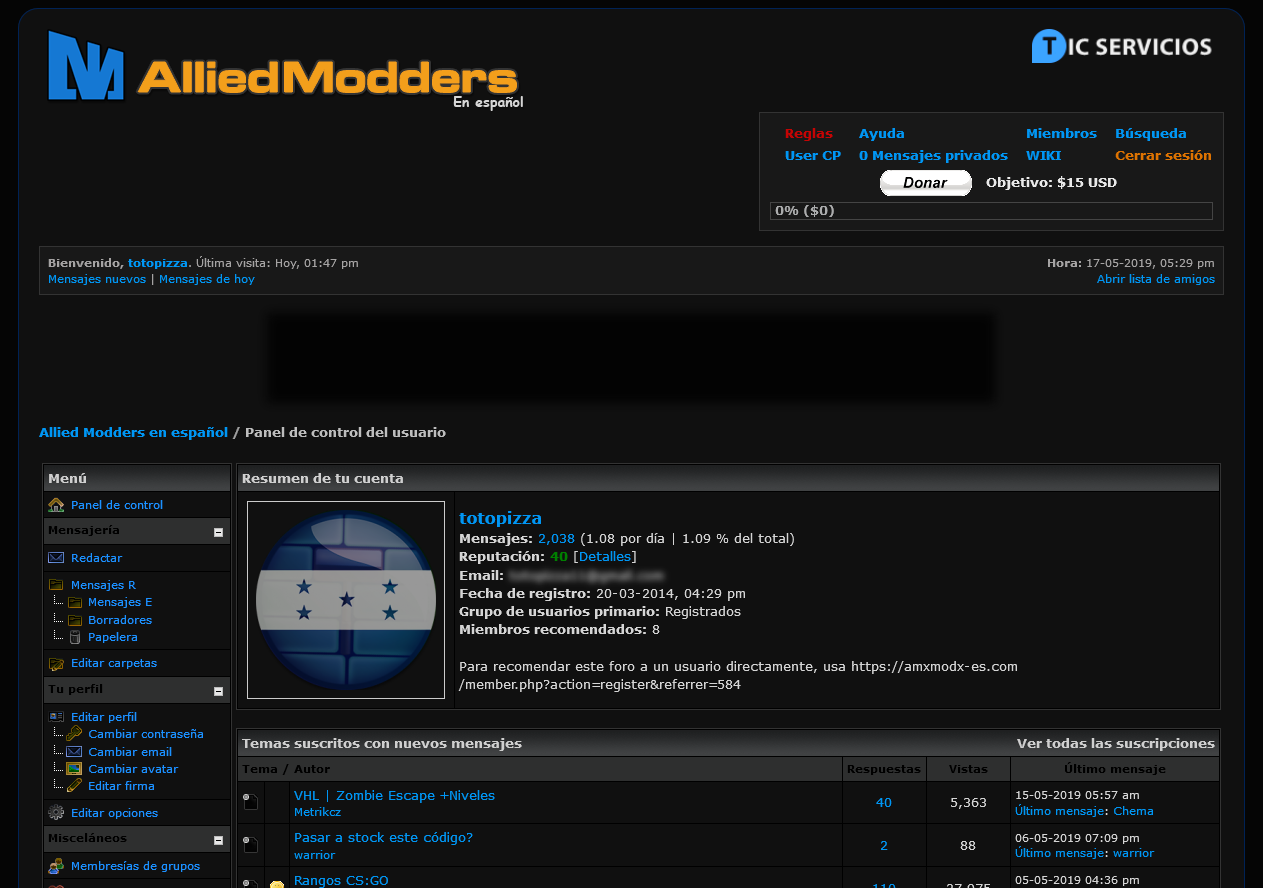 AlliedModders
En español
TIC SERVICIOS
Reglas Ayuda Miembros Búsqueda
User CP 0 Mensajes privados WIKI Cerrar sesión
Donar Objetivo: $15 USD
0% ($0)
Bienvenido, totopizza. Última visita: Hoy, 01:47 pm
Mensajes nuevos | Mensajes de hoy
Hora: 17-05-2019, 05:29 pm
Abrir lista de amigos
Allied Modders en español / Panel de control del usuario
Menú
Panel de control
Mensajería
Redactar
Mensajes R
Mensajes E
Borradores
Papelera
Editar carpetas
Tu perfil
Editar perfil
Cambiar contraseña
Cambiar email
Cambiar avatar
Editar firma
Editar opciones
Misceláneos
Membresías de grupos
Resumen de tu cuenta
totopizza
Mensajes: 2,038 (1.08 por día | 1.09 % del total)
Reputación: 40 [Detalles]
Email:
Fecha de registro: 20-03-2014, 04:29 pm
Grupo de usuarios primario: Registrados
Miembros recomendados: 8
Para recomendar este foro a un usuario directamente, usa https://amxmodx-es.com
/member.php?action=register&referrer=584
Temas suscritos con nuevos mensajes Ver todas las suscripciones
Tema / Autor Respuestas Vistas Último mensaje
VHL | Zombie Escape +Niveles
Metrikcz
40 5,363
15-05-2019 05:57 am
Último mensaje: Chema
Pasar a stock este código?
warrior
2 88
06-05-2019 07:09 pm
Último mensaje: warrior
Rangos CS:GO
110 27,075
05-05-2019 04:36 pm